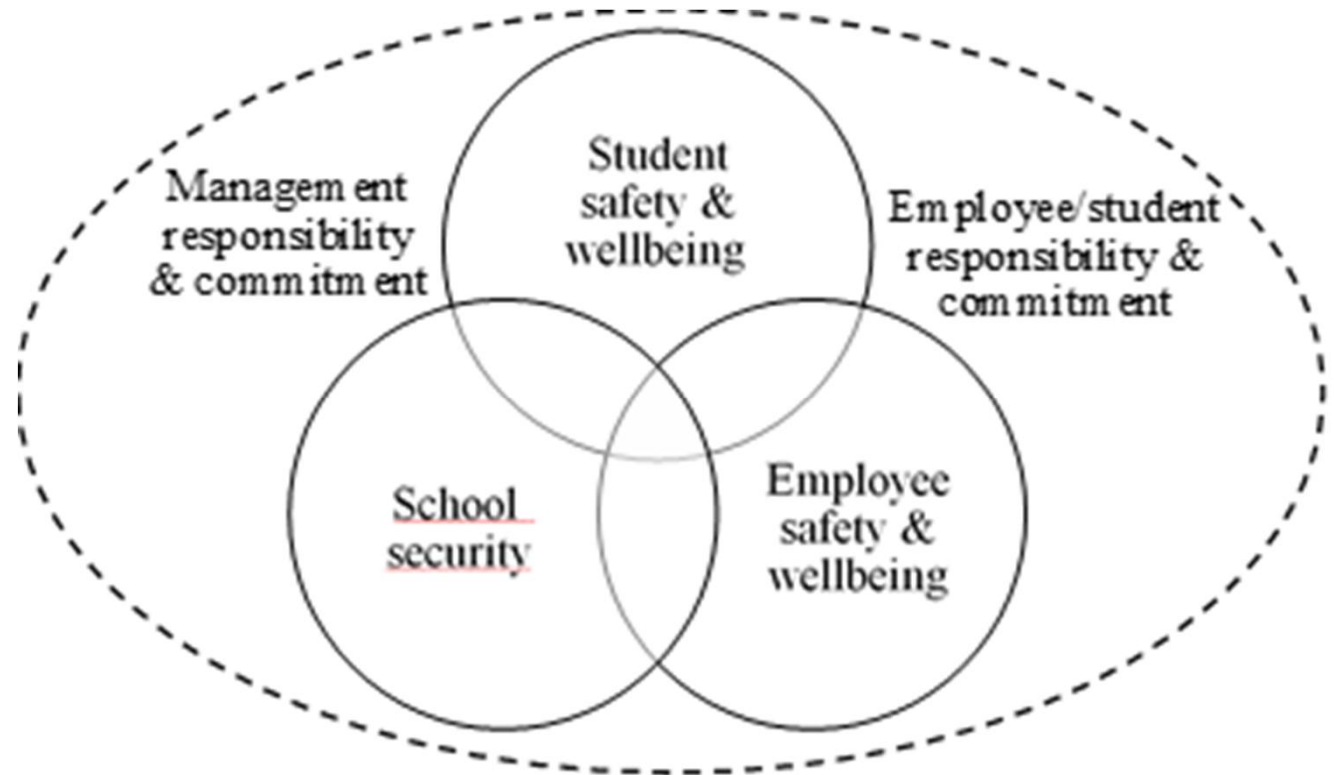 Student
safety &
wellbeing
Management
responsibility
& commitment
Employee/student
responsibility &
commitment
School
security
Employee
safety &
wellbeing